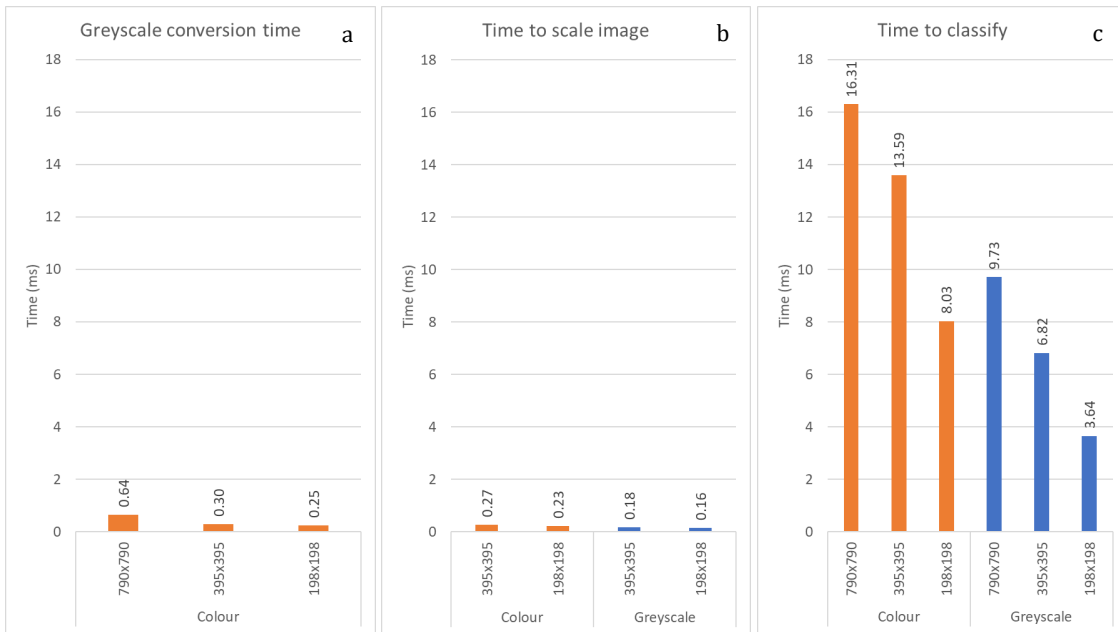 Greyscale conversion time
a
18
16
14
12
10
8
6
4
2
0
Time (ms)
0.64
0.30
0.25
790x790
395x395
198x198
Colour
Time to scale image
b
18
16
14
12
10
8
6
4
2
0
Time (ms)
0.27
0.23
0.18
0.16
395x395
198x198
395x395
198x198
Colour
Greyscale
Time to classify
c
18
16
14
12
10
8
6
4
2
0
Time (ms)
16.31
13.59
8.03
9.73
6.82
3.64
790x790
395x395
198x198
790x790
395x395
198x198
Colour
Greyscale